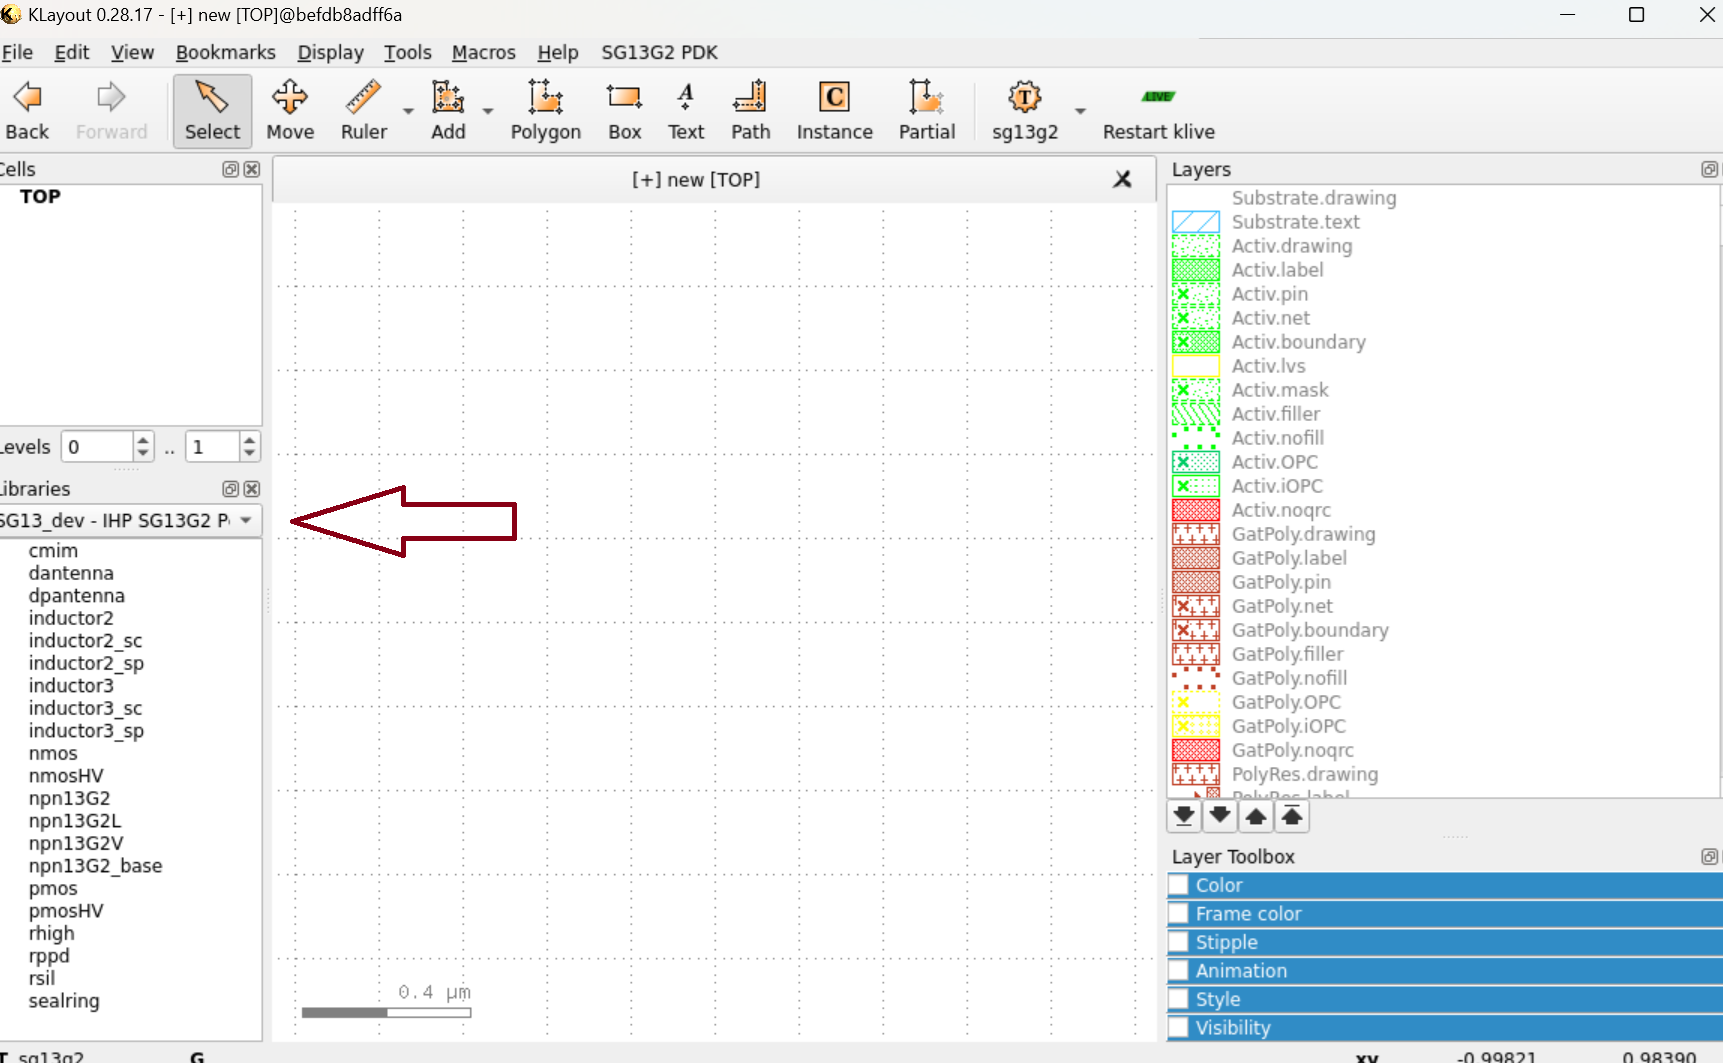 KLayout 0.28.17 - [+] new [TOP]@befdb8adff6a
File Edit View Bookmarks Display Tools Macros Help SG13G2 PDK
Back Forward Select Move Ruler Add Polygon Box Text Path Instance Partial sg13g2 Restart klive
LIVE
Cells
TOP
Levels 0 .. 1
Libraries
SG13_dev - IHP SG13G2 P
cmim
dantenna
dpantenna
inductor2
inductor2_sc
inductor2_sp
inductor3
inductor3_sc
inductor3_sp
nmos
nmosHV
npn13G2
npn13G2L
npn13G2V
npn13G2_base
pmos
pmosHV
rhigh
rppd
rsil
sealring
[+] new [TOP]
0.4 µm
Layers
Substrate.drawing
Substrate.text
Activ.drawing
Activ.label
Activ.pin
Activ.net
Activ.boundary
Activ.lvs
Activ.mask
Activ.filler
Activ.nofill
Activ.OPC
Activ.iOPC
Activ.noqrc
GatPoly.drawing
GatPoly.label
GatPoly.pin
GatPoly.net
GatPoly.boundary
GatPoly.filler
GatPoly.nofill
GatPoly.OPC
GatPoly.iOPC
GatPoly.noqrc
PolyRes.drawing
PolyRes.label
Layer Toolbox
Color
Frame color
Stipple
Animation
Style
Visibility
T sg13g2 G xy -0.99821 0.98390